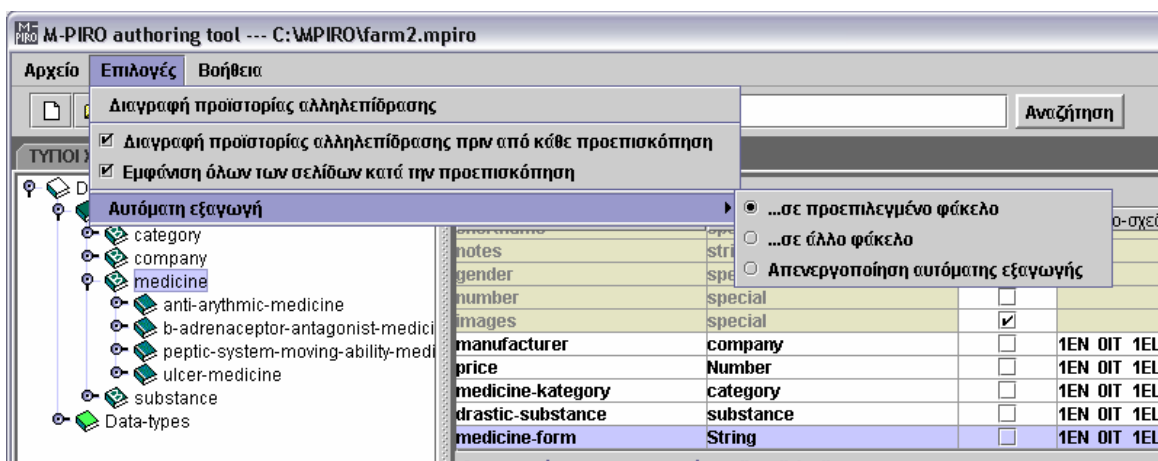 M-PIRO M-PIRO authoring tool --- C:\MPIRO\farm2.mpiro
Αρχείο Επιλογές Βοήθεια
Διαγραφή προϊστορίας αλληλεπίδρασης
Αναζήτηση
Διαγραφή προϊστορίας αλληλεπίδρασης πριν από κάθε προεπισκόπηση
ΤΥΠΟΙ
Εμφάνιση όλων των σελίδων κατά την προεπισκόπηση
Αυτόματη εξαγωγή
...σε προεπιλεγμένο φάκελο
...σε άλλο φάκελο
Απενεργοποίηση αυτόματης εξαγωγής
category
company
medicine
anti-arythmic-medicine
b-adrenaceptor-antagonist-medici
peptic-system-moving-ability-medi
ulcer-medicine
substance
Data-types
notes stri
gender spe
number special
images special
manufacturer company 1EN 0IT 1EL
price Number 1EN 0IT 1EL
medicine-kategory category 1EN 0IT 1EL
drastic-substance substance 1EN 0IT 1EL
medicine-form String 1EN 0IT 1EL